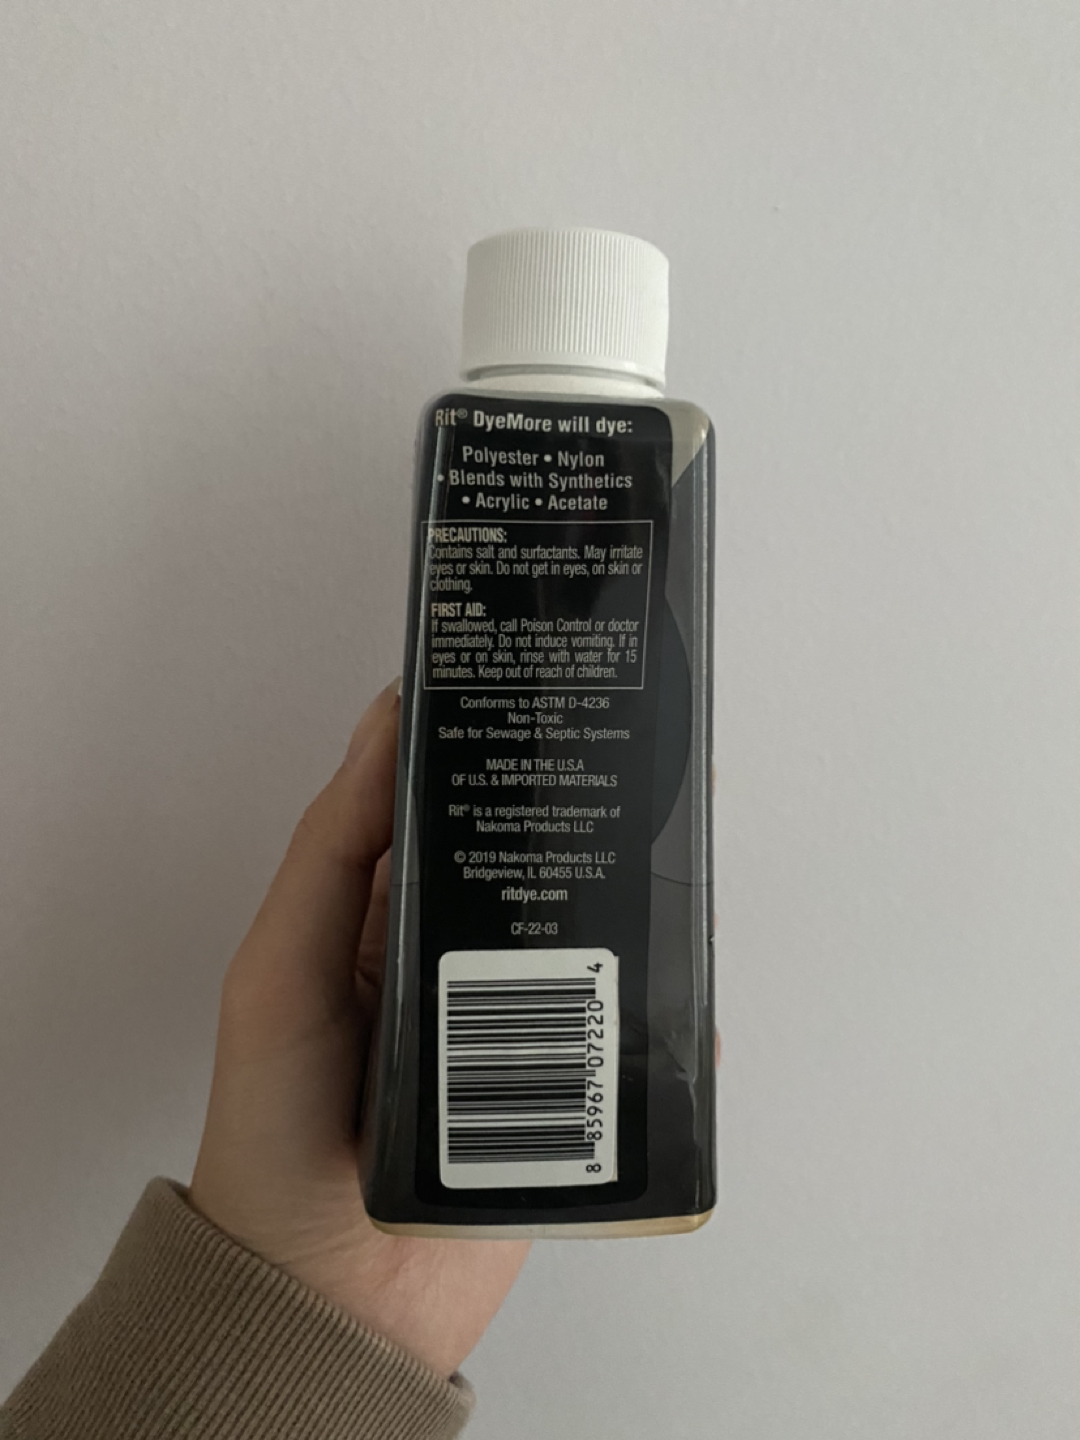 Rit® DyeMore will dye:
Polyester • Nylon
• Blends with Synthetics
• Acrylic • Acetate
PRECAUTIONS:
Contains salt and surfactants. May irritate
eyes or skin. Do not get in eyes, on skin or
clothing.
FIRST AID:
If swallowed, call Poison Control or doctor
immediately. Do not induce vomiting. If in
eyes or on skin, rinse with water for 15
minutes. Keep out of reach of children.
Conforms to ASTM D-4236
Non-Toxic
Safe for Sewage & Septic Systems
MADE IN THE U.S.A
OF U.S. & IMPORTED MATERIALS
Rit® is a registered trademark of
Nakoma Products LLC
© 2019 Nakoma Products LLC
Bridgeview, IL 60455 U.S.A.
ritdye.com
CF-22-03
8 85967 07220 4